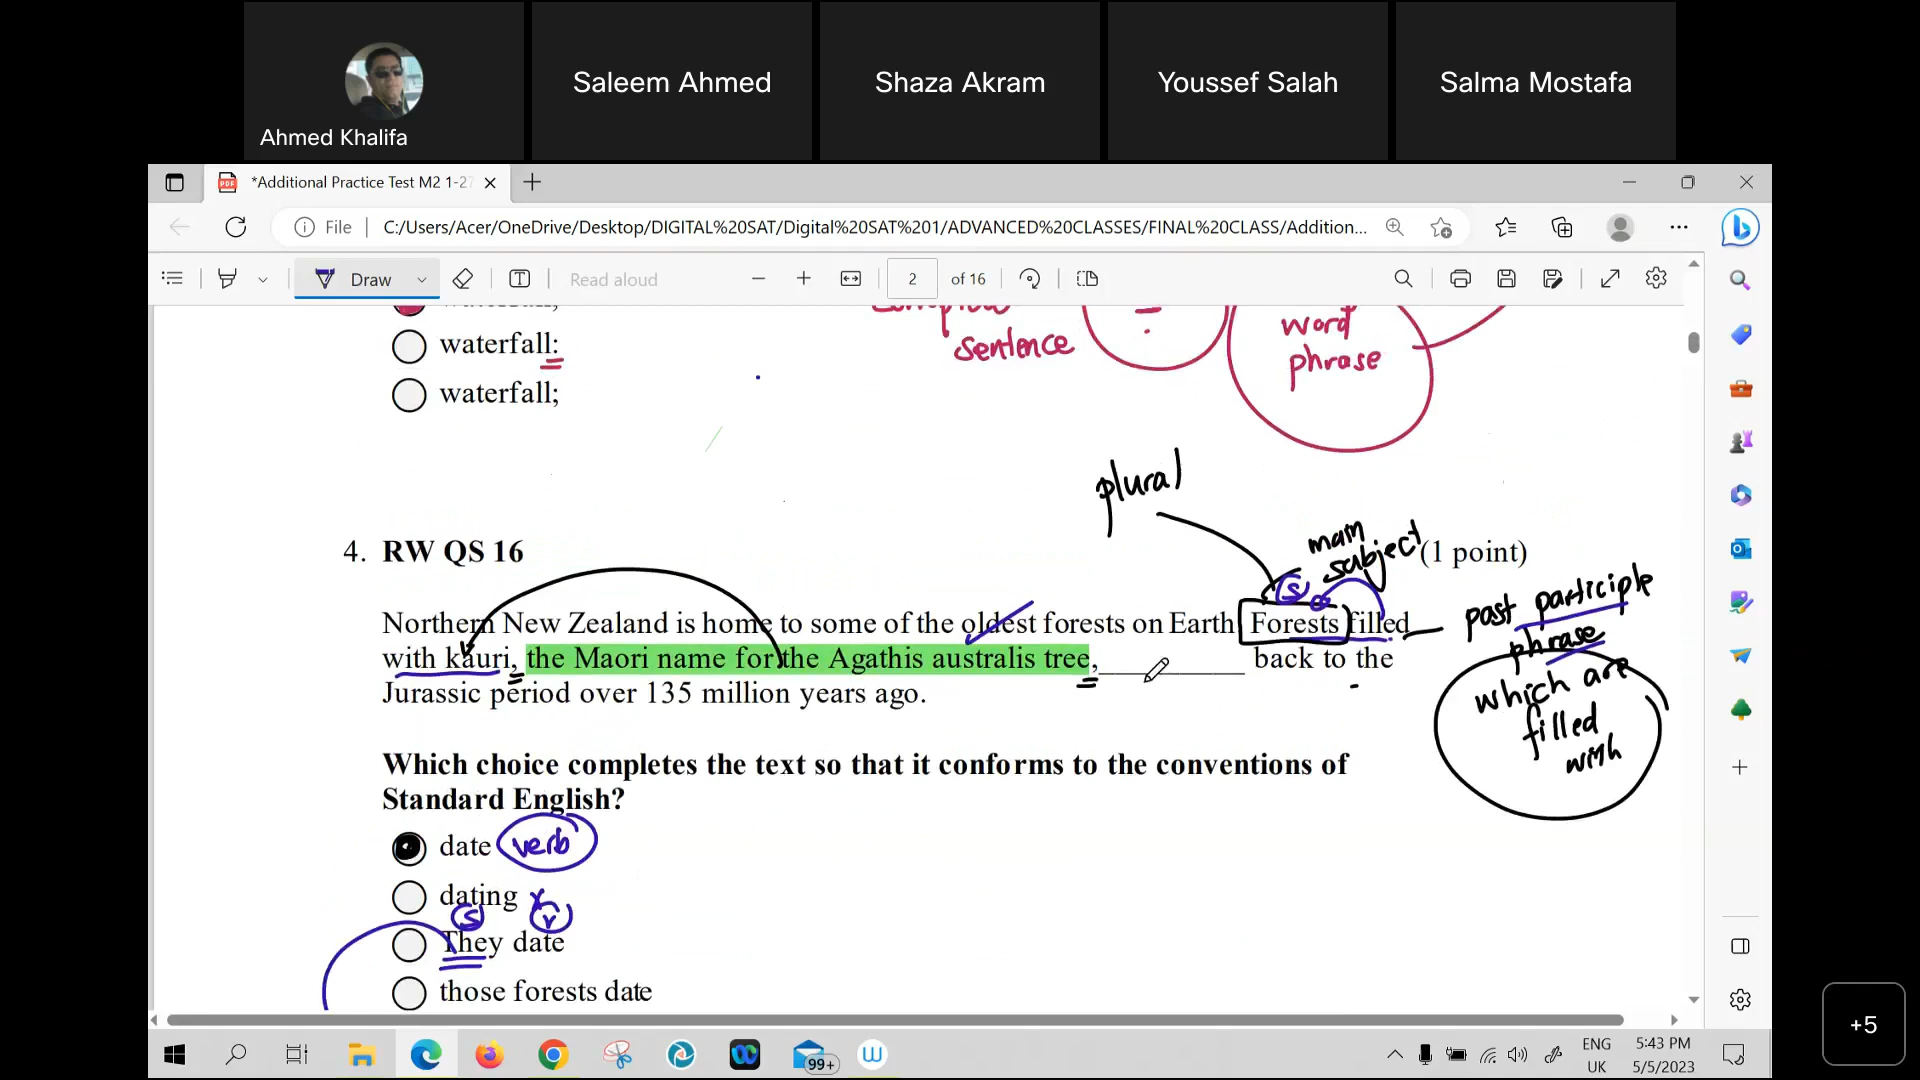 Saleem Ahmed
Shaza Akram
Youssef Salah
Salma Mostafa
Ahmed Khalifa
*Additional Practice Test M2 1-27
File
C:/Users/Acer/OneDrive/Desktop/DIGITAL%20SAT/Digital%20SAT%201/ADVANCED%20CLASSES/FINAL%20CLASS/Addition...
Draw
Read aloud
2 of 16
waterfall:
waterfall;
sentence
word
phrase
plural
main
subject
4. RW QS 16
(1 point)
S
Northern New Zealand is home to some of the oldest forests on Earth Forests filled
with kauri, the Maori name for the Agathis australis tree, __________ back to the
Jurassic period over 135 million years ago.
past participle
phrase
which are
filled
with
Which choice completes the text so that it conforms to the conventions of
Standard English?
date verb
dating x
S V
They date
those forests date
+5
99+
ENG
UK
5:43 PM
5/5/2023